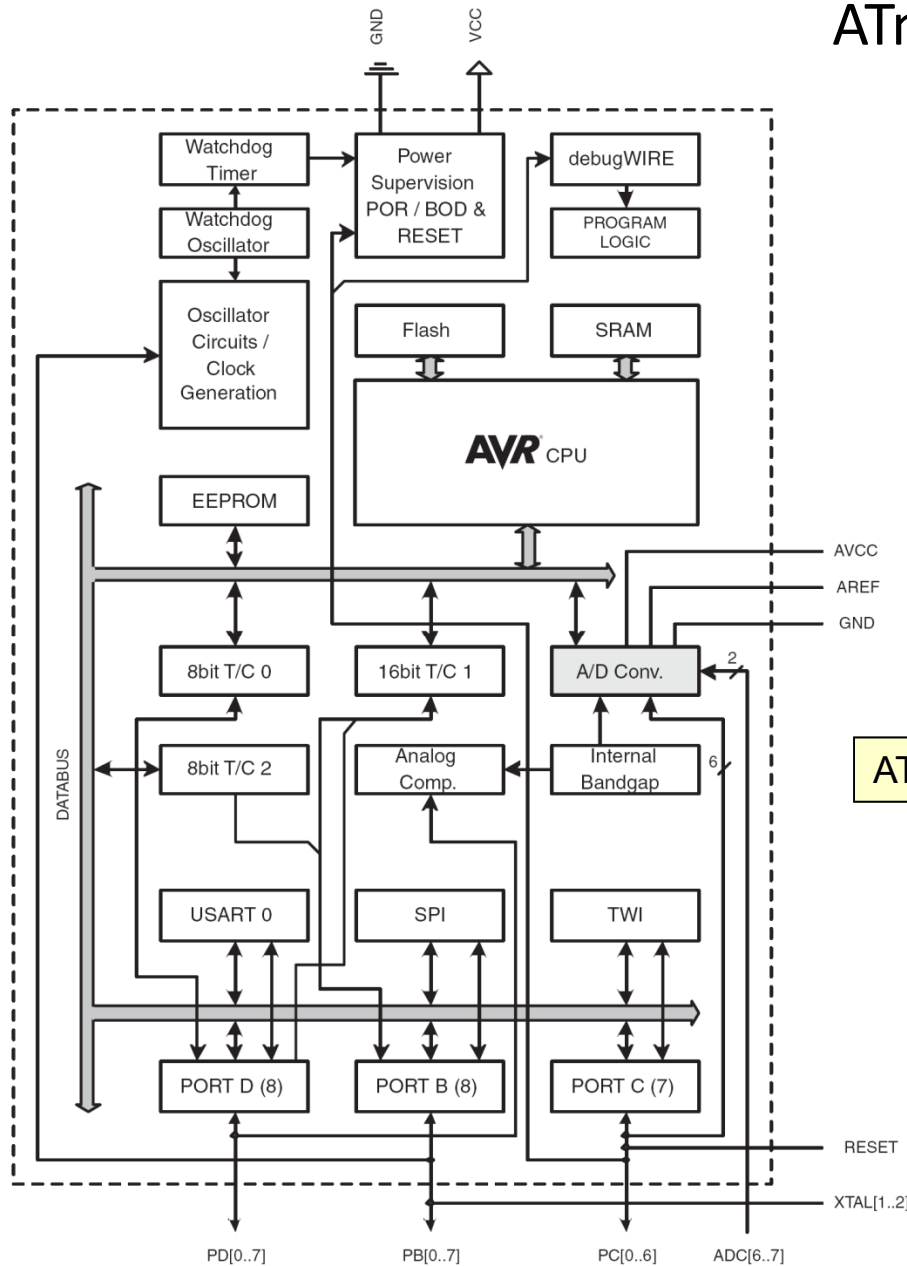 ATm
GND
VCC
Watchdog
Timer
Power
Supervision
POR / BOD &
RESET
debugWIRE
Watchdog
Oscillator
PROGRAM
LOGIC
Oscillator
Circuits /
Clock
Generation
Flash
SRAM
AVR® CPU
EEPROM
AVCC
AREF
GND
8bit T/C 0
16bit T/C 1
A/D Conv.
2
DATABUS
8bit T/C 2
Analog
Comp.
Internal
Bandgap
6
AT
USART 0
SPI
TWI
PORT D (8)
PORT B (8)
PORT C (7)
RESET
XTAL[1..2]
PD[0..7]
PB[0..7]
PC[0..6]
ADC[6..7]